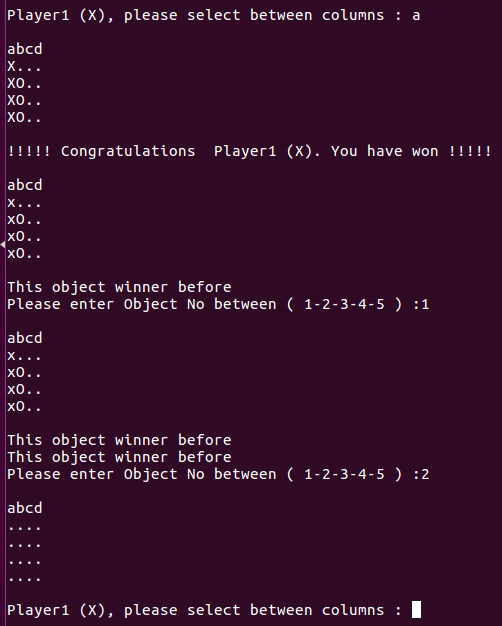 Player1 (X), please select between columns : a
abcd
X...
XO..
XO..
XO..
!!!!! Congratulations  Player1 (X). You have won !!!!!
abcd
x...
xO..
xO..
xO..
This object winner before
Please enter Object No between ( 1-2-3-4-5 ) :1
abcd
x...
xO..
xO..
xO..
This object winner before
This object winner before
Please enter Object No between ( 1-2-3-4-5 ) :2
abcd
....
....
....
....
Player1 (X), please select between columns :